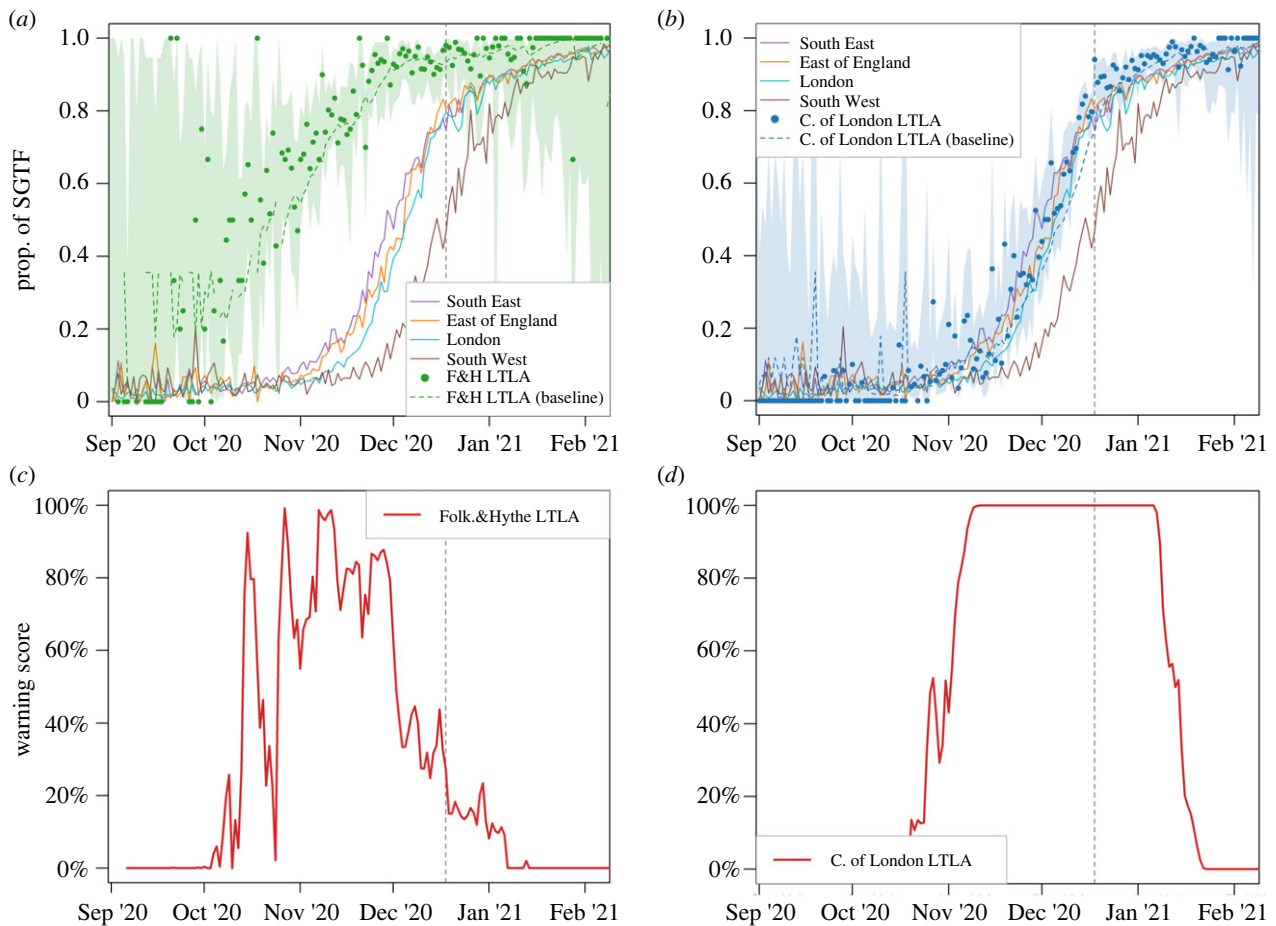 (a)
prop. of SGTF
1.0
0.8
0.6
0.4
0.2
0
South East
East of England
London
South West
F&H LTLA
F&H LTLA (baseline)
Sep '20 Oct '20 Nov '20 Dec '20 Jan '21 Feb '21
(b)
1.0
0.8
0.6
0.4
0.2
0
South East
East of England
London
South West
C. of London LTLA
C. of London LTLA (baseline)
Sep '20 Oct '20 Nov '20 Dec '20 Jan '21 Feb '21
(c)
warning score
100%
80%
60%
40%
20%
0%
Folk.&Hythe LTLA
Sep '20 Oct '20 Nov '20 Dec '20 Jan '21 Feb '21
(d)
100%
80%
60%
40%
20%
0%
C. of London LTLA
Sep '20 Oct '20 Nov '20 Dec '20 Jan '21 Feb '21